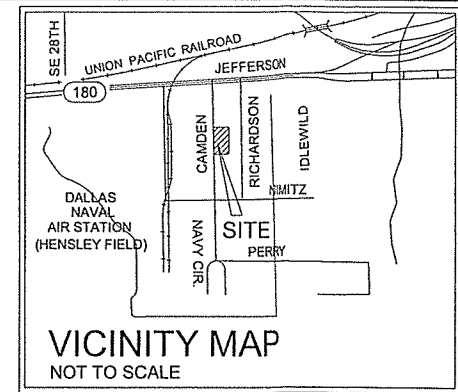 SE 28TH
UNION PACIFIC RAILROAD
JEFFERSON
180
CAMDEN
RICHARDSON
IDLEWILD
DALLAS
NAVAL
AIR STATION
(HENSLEY FIELD)
NIMITZ
NAVY CIR.
SITE
PERRY
VICINITY MAP
NOT TO SCALE